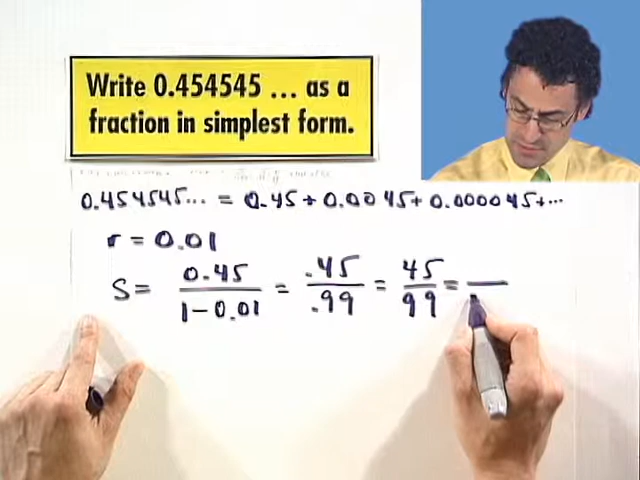 Write 0.454545 ... as a
fraction in simplest form.
0.454545... = 0.45 + 0.0045 + 0.000045 + ...
r = 0.01
S = 0.45 / 1 − 0.01 = .45 / .99 = 45 / 99 =